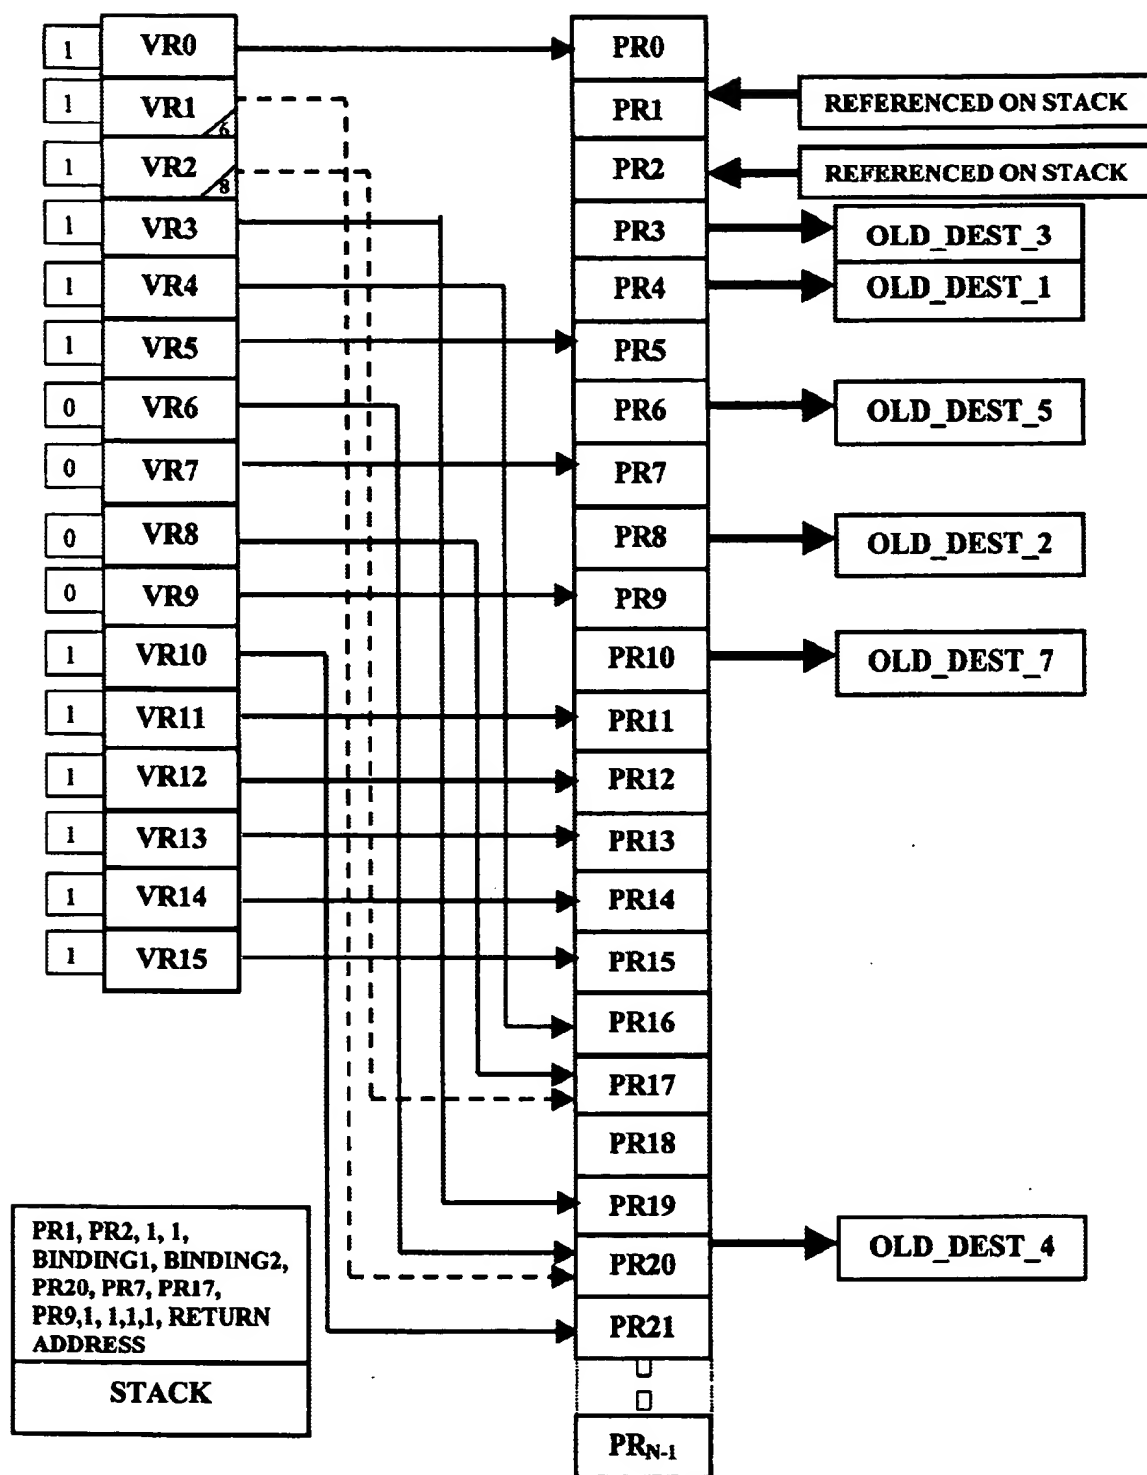 1 VR0 PR0
1 VR1 6 PR1 REFERENCED ON STACK
1 VR2 8 PR2 REFERENCED ON STACK
1 VR3 PR3 OLD_DEST_3
1 VR4 PR4 OLD_DEST_1
1 VR5 PR5
0 VR6 PR6 OLD_DEST_5
0 VR7 PR7
0 VR8 PR8 OLD_DEST_2
0 VR9 PR9
1 VR10 PR10 OLD_DEST_7
1 VR11 PR11
1 VR12 PR12
1 VR13 PR13
1 VR14 PR14
1 VR15 PR15
PR16
PR17
PR18
PR19
PR20 OLD_DEST_4
PR21
PRN-1
PR1, PR2, 1, 1,
BINDING1, BINDING2,
PR20, PR7, PR17,
PR9,1, 1,1,1, RETURN
ADDRESS
STACK